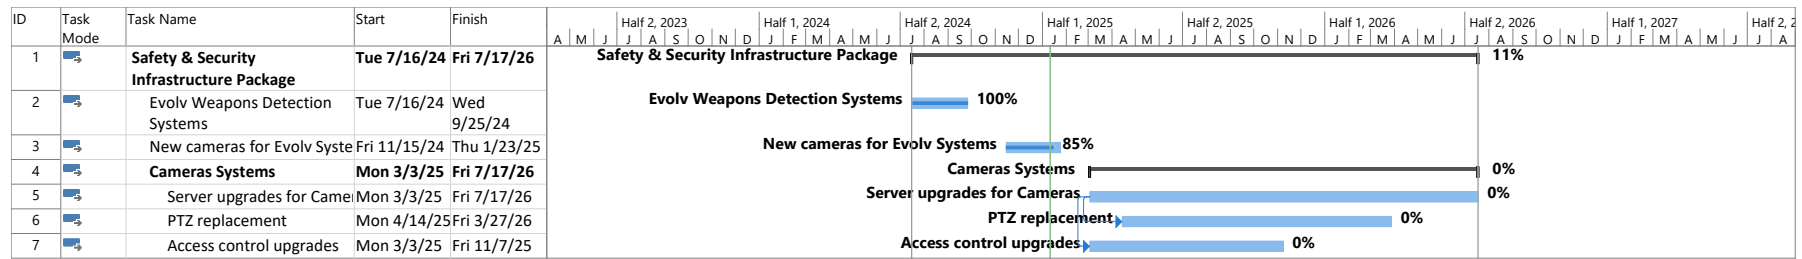 ID Task Mode Task Name Start Finish
Half 2, 2023 Half 1, 2024 Half 2, 2024 Half 1, 2025 Half 2, 2025 Half 1, 2026 Half 2, 2026 Half 1, 2027 Half 2, 2
A M J J A S O N D J F M A M J J A S O N D J F M A M J J A S O N D J F M A M J J A S O N D J F M A M J J A
1 Safety & Security Infrastructure Package Tue 7/16/24 Fri 7/17/26 Safety & Security Infrastructure Package 11%
2 Evolv Weapons Detection Systems Tue 7/16/24 Wed 9/25/24 Evolv Weapons Detection Systems 100%
3 New cameras for Evolv Syste Fri 11/15/24 Thu 1/23/25 New cameras for Evolv Systems 85%
4 Cameras Systems Mon 3/3/25 Fri 7/17/26 Cameras Systems 0%
5 Server upgrades for Camer Mon 3/3/25 Fri 7/17/26 Server upgrades for Cameras 0%
6 PTZ replacement Mon 4/14/25 Fri 3/27/26 PTZ replacement 0%
7 Access control upgrades Mon 3/3/25 Fri 11/7/25 Access control upgrades 0%